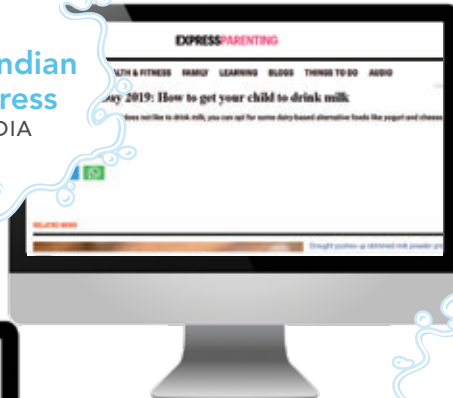 ndian
ress
DIA
EXPRESSPARENTING
LTH & FITNESS FAMILY LEARNING BLOGS THINGS TO DO AUDIO
Day 2019: How to get your child to drink milk
does not like to drink milk, you can opt for some dairy based alternative foods like yogurt and cheese
RELATED NEWS
Drought pushes up skimmed milk powder